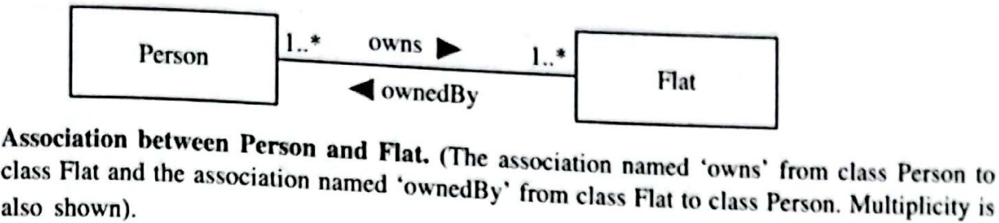 Person
1..*
owns ▶
1..*
◀ ownedBy
Flat
Association between Person and Flat. (The association named ‘owns’ from class Person to
class Flat and the association named ‘ownedBy’ from class Flat to class Person. Multiplicity is
also shown).